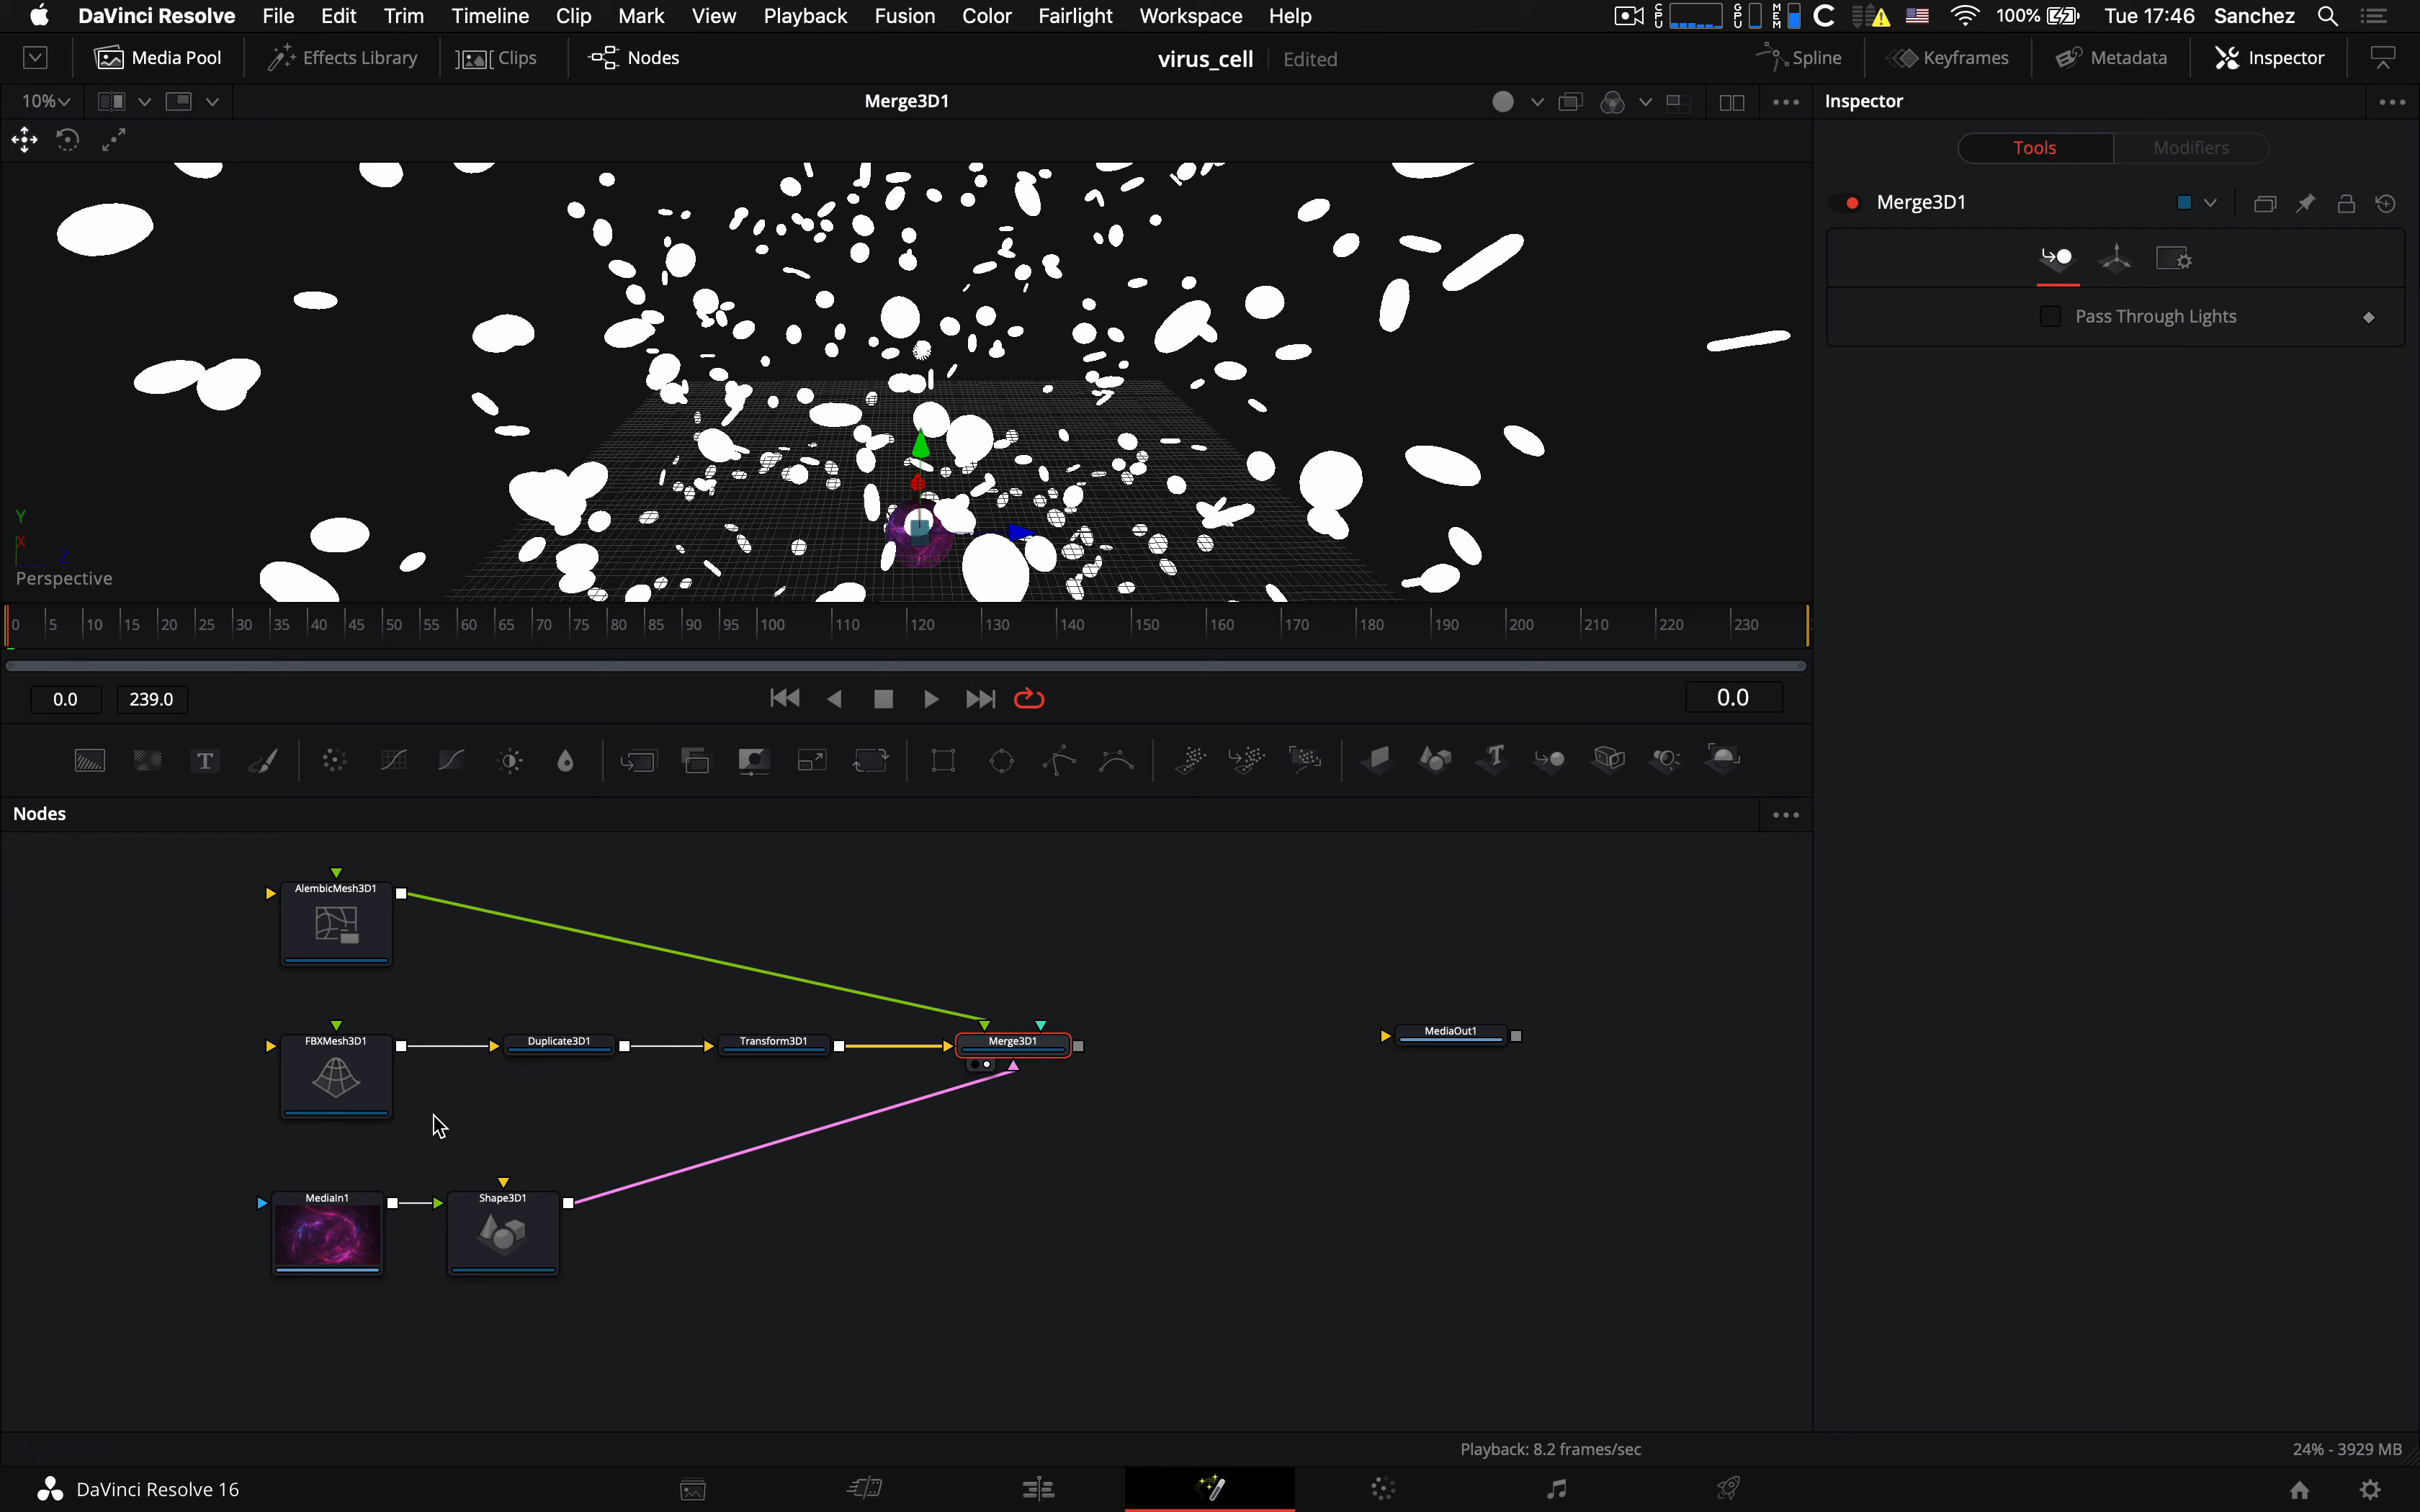 DaVinci Resolve File Edit Trim Timeline Clip Mark View Playback Fusion Color Fairlight Workspace Help CPU GPU MEM 100% Tue 17:46 Sanchez
Media Pool Effects Library Clips Nodes virus_cell Edited Spline Keyframes Metadata Inspector
10% Merge3D1 Inspector
Tools Modifiers
Merge3D1
Pass Through Lights
Y
X
Z
Perspective
0 5 10 15 20 25 30 35 40 45 50 55 60 65 70 75 80 85 90 95 100 110 120 130 140 150 160 170 180 190 200 210 220 230
0.0 239.0 0.0
T T
Nodes
AlembicMesh3D1
FBXMesh3D1 Duplicate3D1 Transform3D1 Merge3D1 MediaOut1
MediaIn1 Shape3D1
Playback: 8.2 frames/sec 24% - 3929 MB
DaVinci Resolve 16